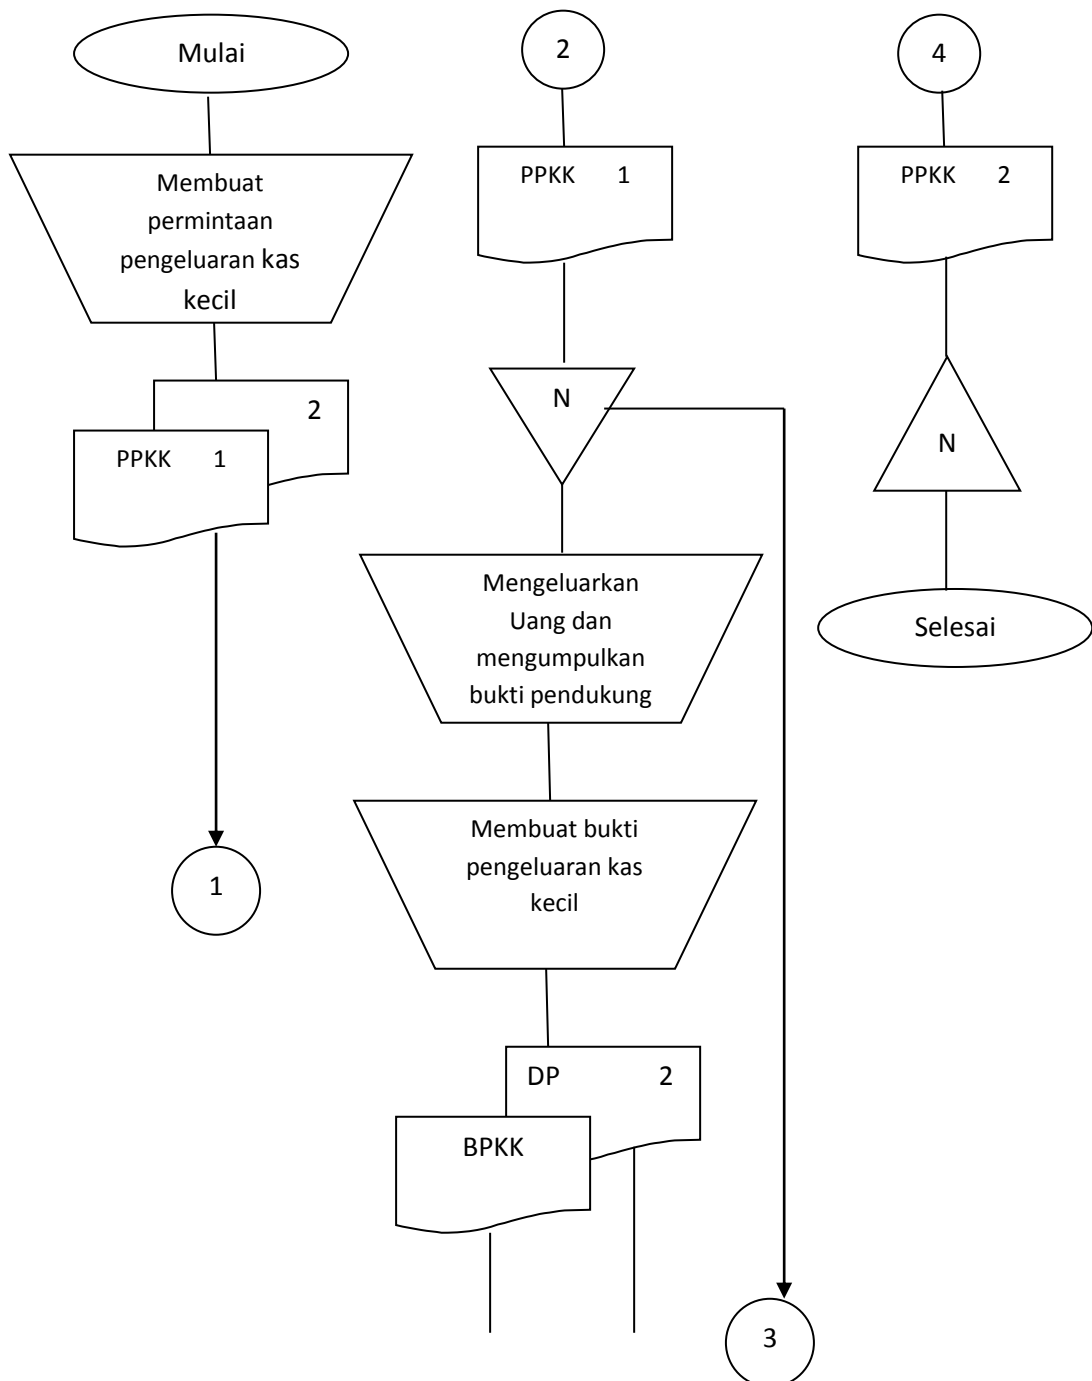 Mulai
Membuat
permintaan
pengeluaran kas
kecil
2
PPKK 1
1
2
PPKK 1
N
Mengeluarkan
Uang dan
mengumpulkan
bukti pendukung
Membuat bukti
pengeluaran kas
kecil
DP 2
BPKK
3
4
PPKK 2
N
Selesai